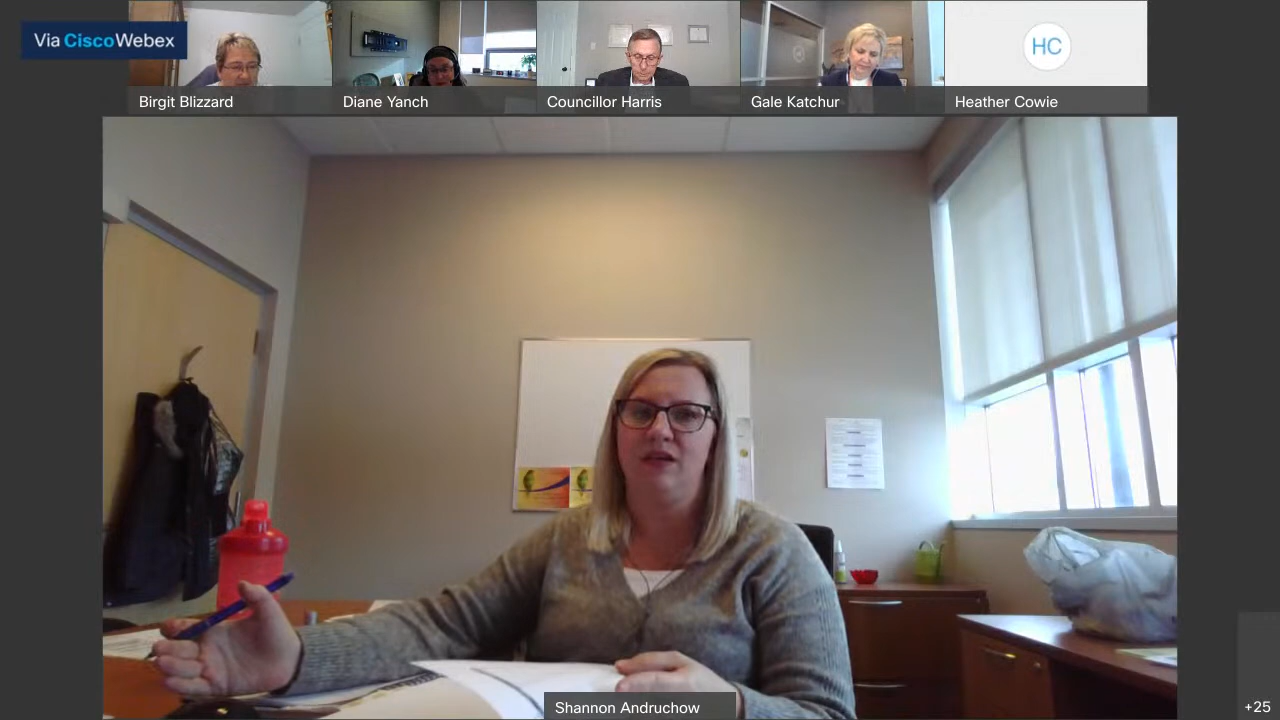 Via CiscoWebex
HC
Birgit Blizzard
Diane Yanch
Councillor Harris
Gale Katchur
Heather Cowie
Shannon Andruchow
+25